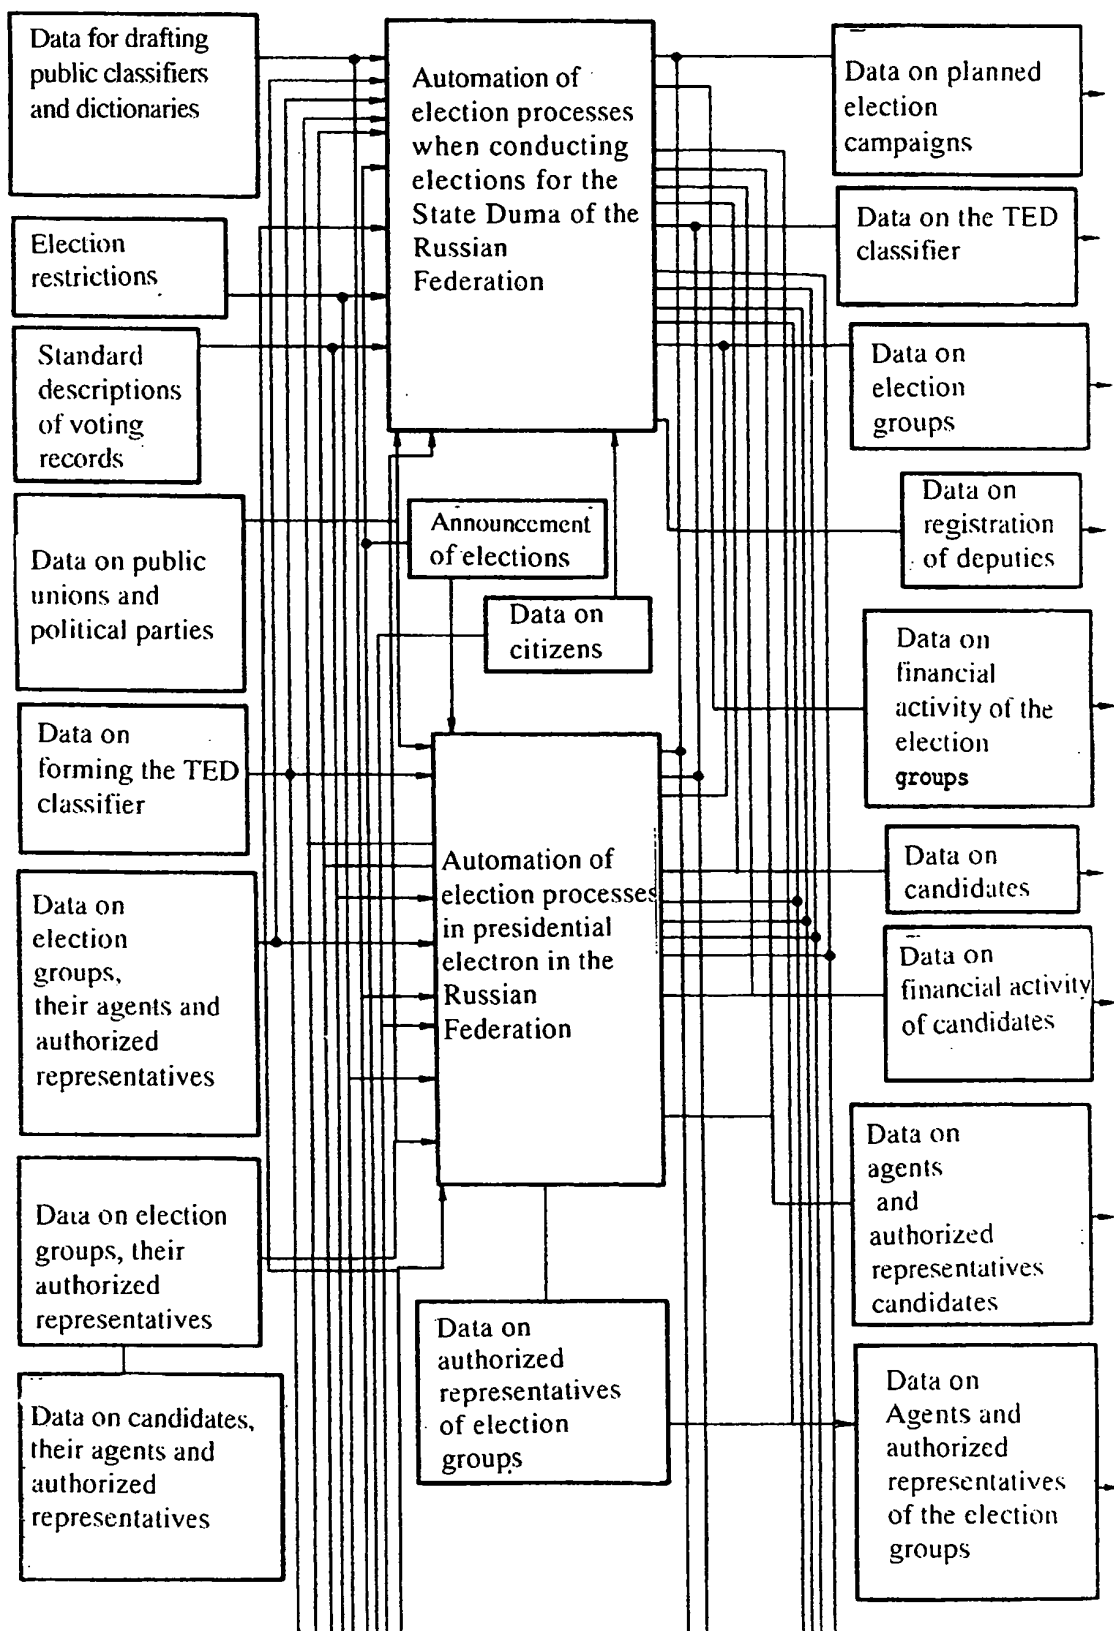 Data for drafting
public classifiers
and dictionaries
Election
restrictions
Standard
descriptions
of voting
records
Data on public
unions and
political parties
Data on
forming the TED
classifier
Data on
election
groups,
their agents and
authorized
representatives
Data on election
groups, their
authorized
representatives
Data on candidates,
their agents and
authorized
representatives
Automation of
election processes
when conducting
elections for the
State Duma of the
Russian
Federation
Announcement
of elections
Data on
citizens
Automation of
election processes
in presidential
electron in the
Russian
Federation
Data on
authorized
representatives
of election
groups
Data on planned
election
campaigns
Data on the TED
classifier
Data on
election
groups
Data on
registration
of deputies
Data on
financial
activity of the
election
groups
Data on
candidates
Data on
financial activity
of candidates
Data on
agents
and
authorized
representatives
candidates
Data on
Agents and
authorized
representatives
of the election
groups